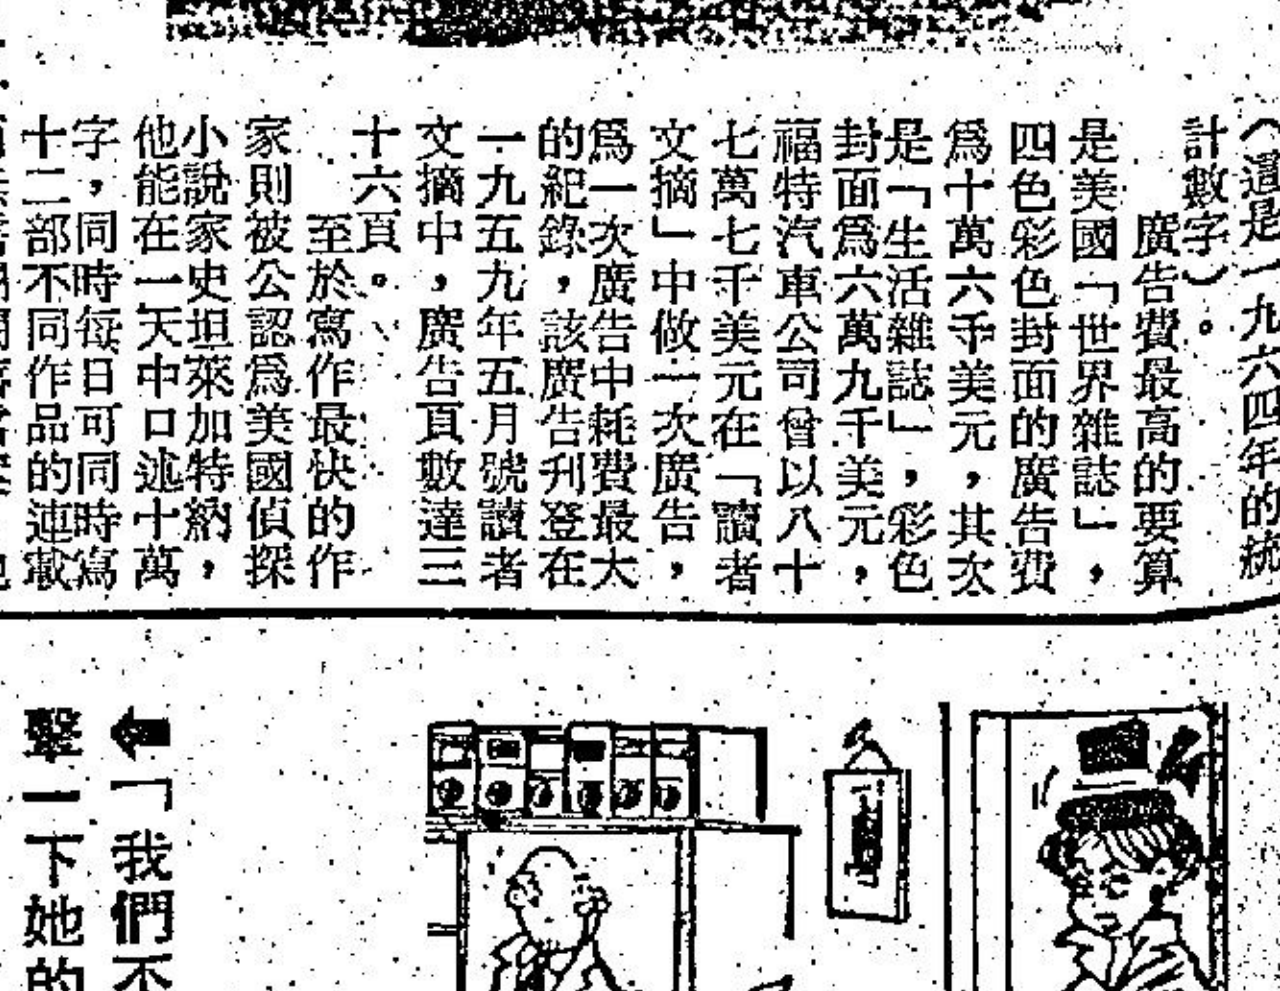 （這是一九六四年的統
計數字）。
廣告費最高的要算
是美國「世界雜誌」，
四色彩色封面的廣告費
爲十萬六千美元，其次
是「生活雜誌」，彩色
封面爲六萬九千美元，
福特汽車公司曾以八十
七萬七千美元在「讀者
文摘」中做一次廣告，
爲一次廣告中耗費最大
的紀錄，該廣告刋登在
一九五九年五月號讀者
文摘中，廣告頁數達三
十六頁。
至於寫作最快的作
家則被公認爲美國偵探
小說家史坦萊加特納，
他能在一天中口述十萬
字，同時每日可同時寫
十二部不同作品的連載
「我們不
擊一下她的